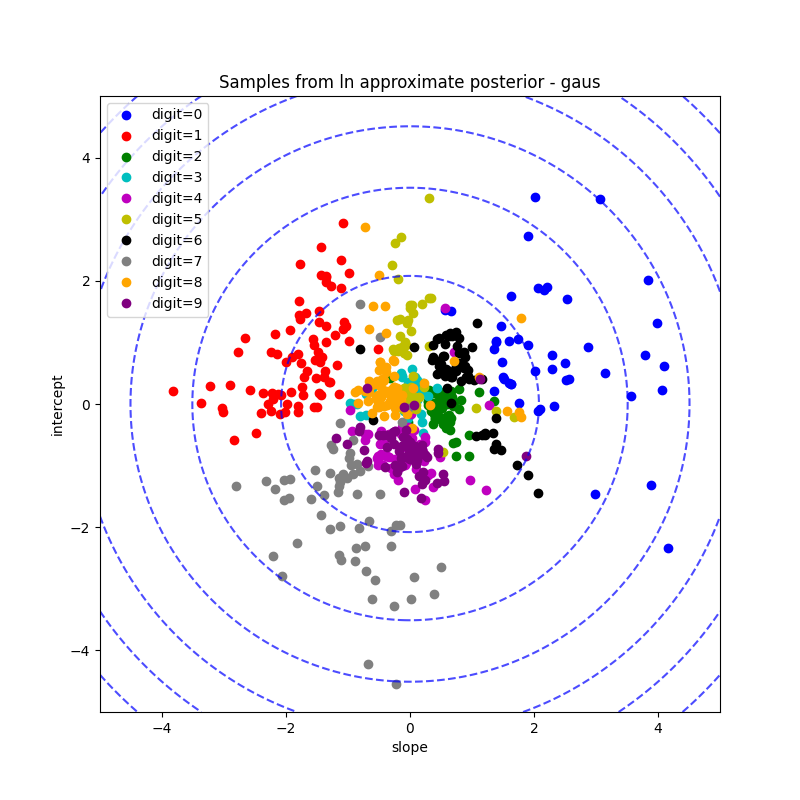 Samples from ln approximate posterior - gaus
digit=0
digit=1
digit=2
digit=3
digit=4
digit=5
digit=6
digit=7
digit=8
digit=9
4
2
0
−2
−4
intercept
−4
−2
0
2
4
slope